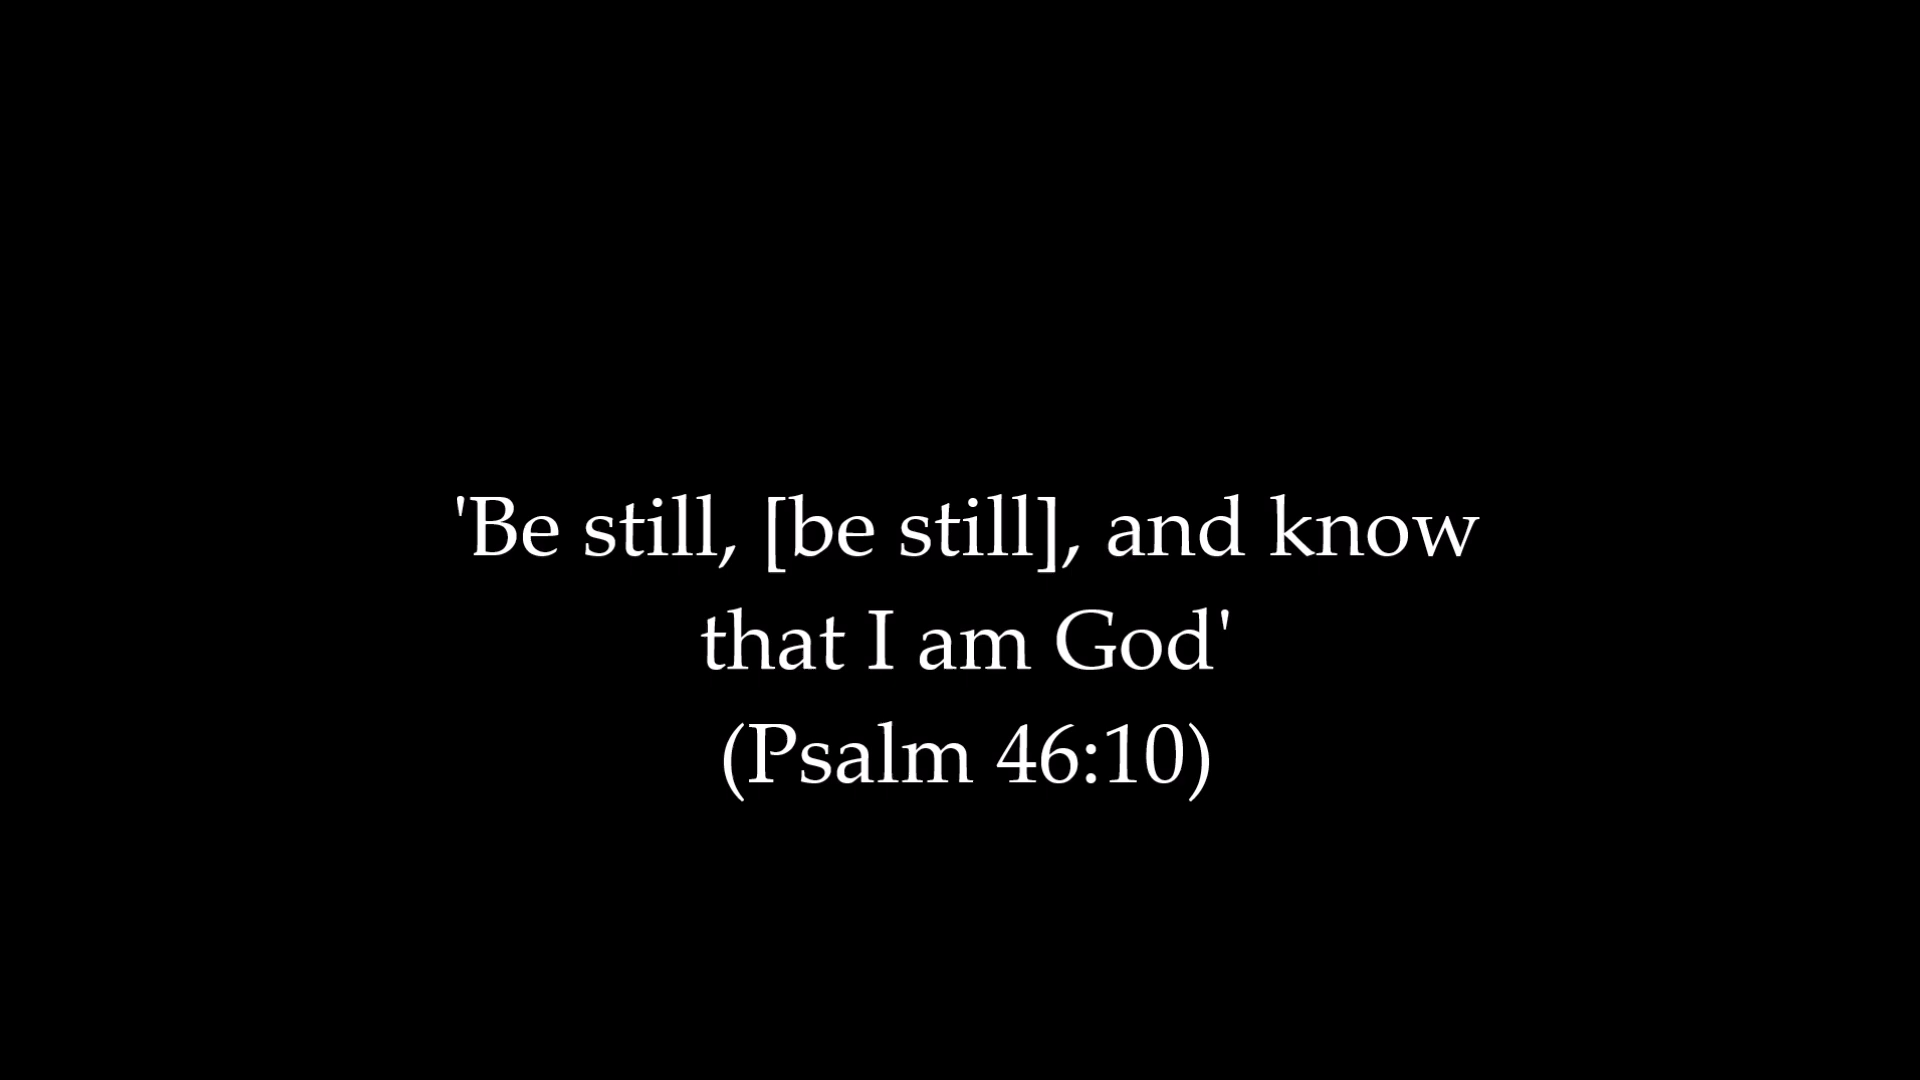 'Be still, [be still], and know
that I am God'
(Psalm 46:10)